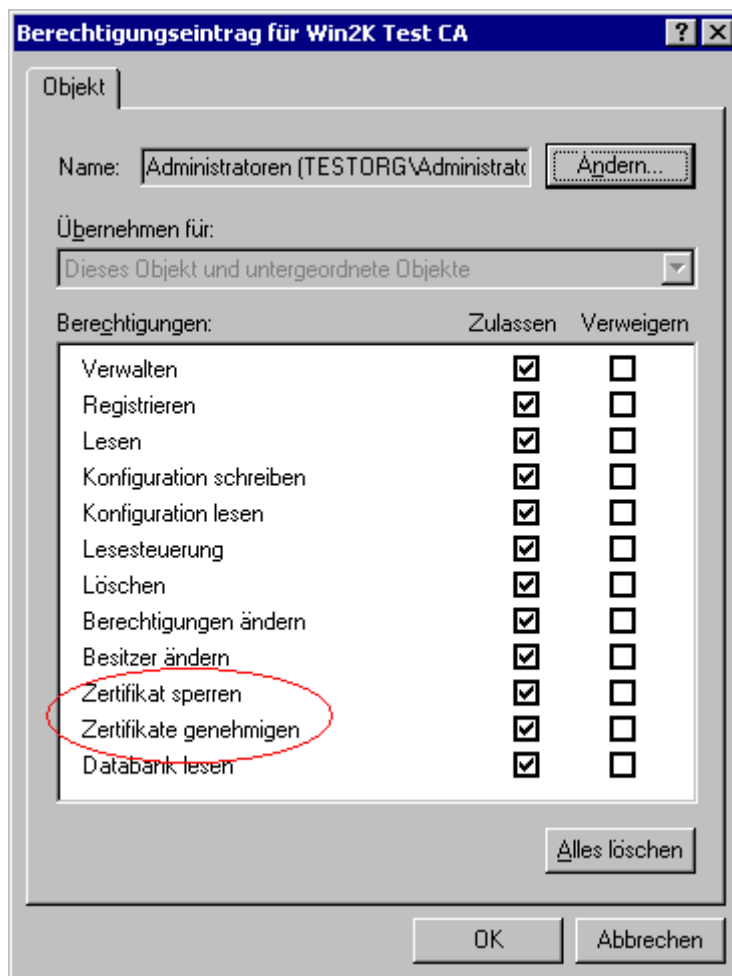 Berechtigungseintrag für Win2K Test CA
Objekt
Name: Administratoren (TESTORG\Administrato Ändern...
Übernehmen für:
Dieses Objekt und untergeordnete Objekte
Berechtigungen: Zulassen Verweigern
Verwalten
Registrieren
Lesen
Konfiguration schreiben
Konfiguration lesen
Lesesteuerung
Löschen
Berechtigungen ändern
Besitzer ändern
Zertifikat sperren
Zertifikate genehmigen
Databank lesen
Alles löschen
OK Abbrechen